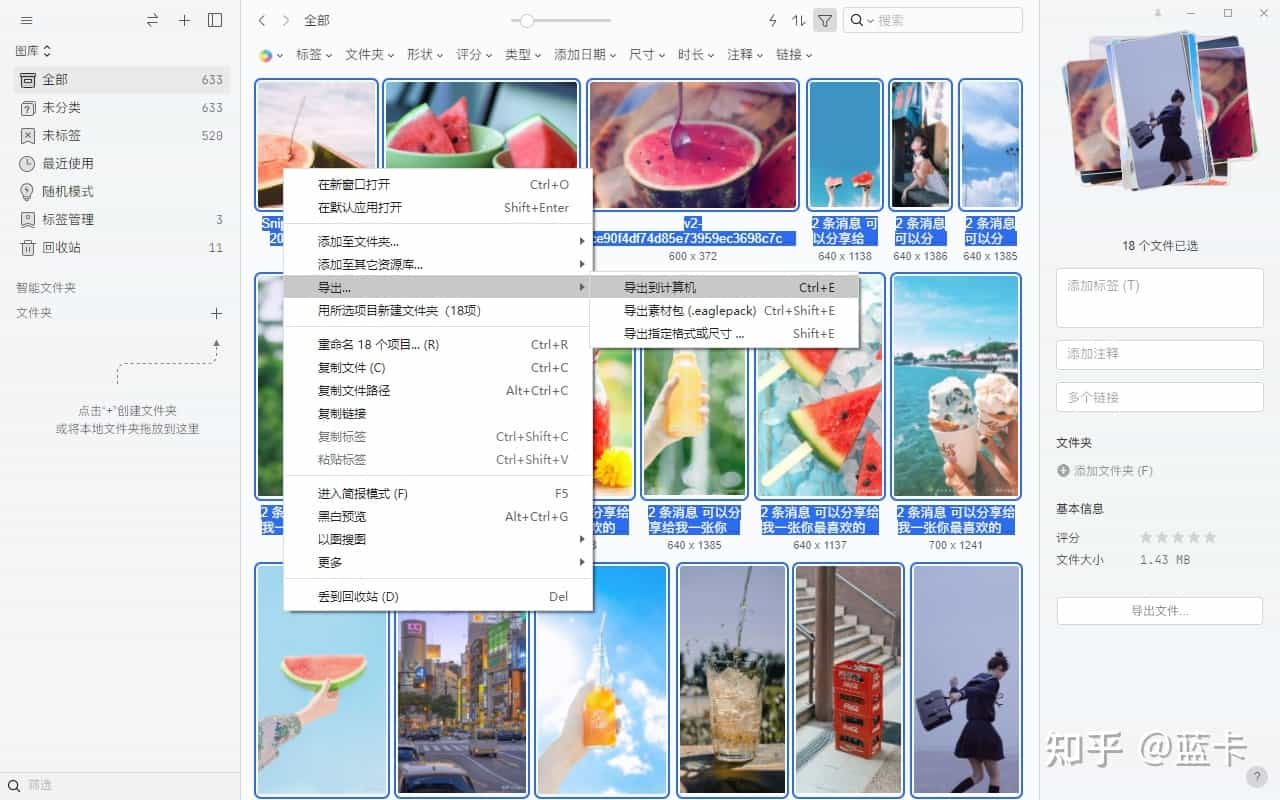 全部
搜索
图库
标签
文件夹
形状
评分
类型
添加日期
尺寸
时长
注释
链接
全部 633
未分类 633
未标签 520
最近使用
随机模式
标签管理 3
回收站 11
智能文件夹
文件夹
点击“+”创建文件夹
或将本地文件夹拖放到这里
筛选
Snip
20
v2-
ce90f4df74d85e73959ec3698c7c
600 x 372
2 条消息 可
以分享给
640 x 1138
2 条消息
可以分
640 x 1386
2 条消息
可以分
640 x 1385
在新窗口打开 Ctrl+O
在默认应用打开 Shift+Enter
添加至文件夹...
添加至其它资源库...
导出...
用所选项目新建文件夹（18项）
重命名 18 个项目... (R) Ctrl+R
复制文件 (C) Ctrl+C
复制文件路径 Alt+Ctrl+C
复制链接
复制标签 Ctrl+Shift+C
粘贴标签 Ctrl+Shift+V
进入简报模式 (F) F5
黑白预览 Alt+Ctrl+G
以图搜图
更多
丢到回收站 (D) Del
导出到计算机 Ctrl+E
导出素材包 (.eaglepack) Ctrl+Shift+E
导出指定格式或尺寸 ... Shift+E
2 条
我一
分享给
欢的
2 条消息 可以分
享给我一张你
640 x 1385
2 条消息 可以分享给
我一张你最喜欢的
640 x 1137
2 条消息 可以分享给
我一张你最喜欢的
700 x 1241
18 个文件已选
添加标签 (T)
添加注释
多个链接
文件夹
添加文件夹 (F)
基本信息
评分
文件大小 1.43 MB
导出文件...
知乎 @蓝卡
?